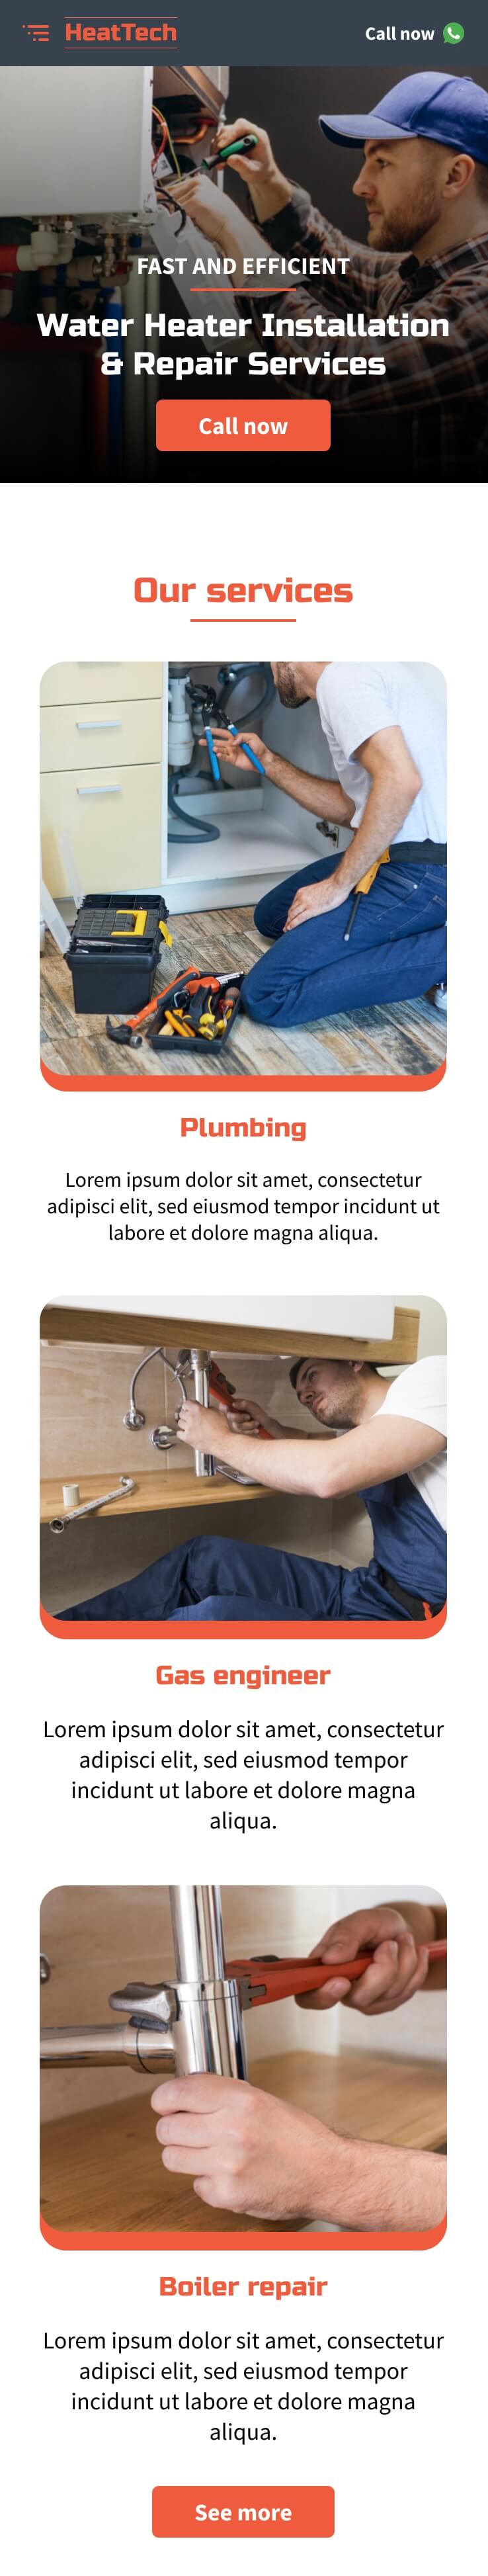 HeatTech
Call now
FAST AND EFFICIENT
Water Heater Installation
& Repair Services
Call now
Our services
Plumbing
Lorem ipsum dolor sit amet, consectetur
adipisci elit, sed eiusmod tempor incidunt ut
labore et dolore magna aliqua.
Gas engineer
Lorem ipsum dolor sit amet, consectetur
adipisci elit, sed eiusmod tempor
incidunt ut labore et dolore magna
aliqua.
Boiler repair
Lorem ipsum dolor sit amet, consectetur
adipisci elit, sed eiusmod tempor
incidunt ut labore et dolore magna
aliqua.
See more